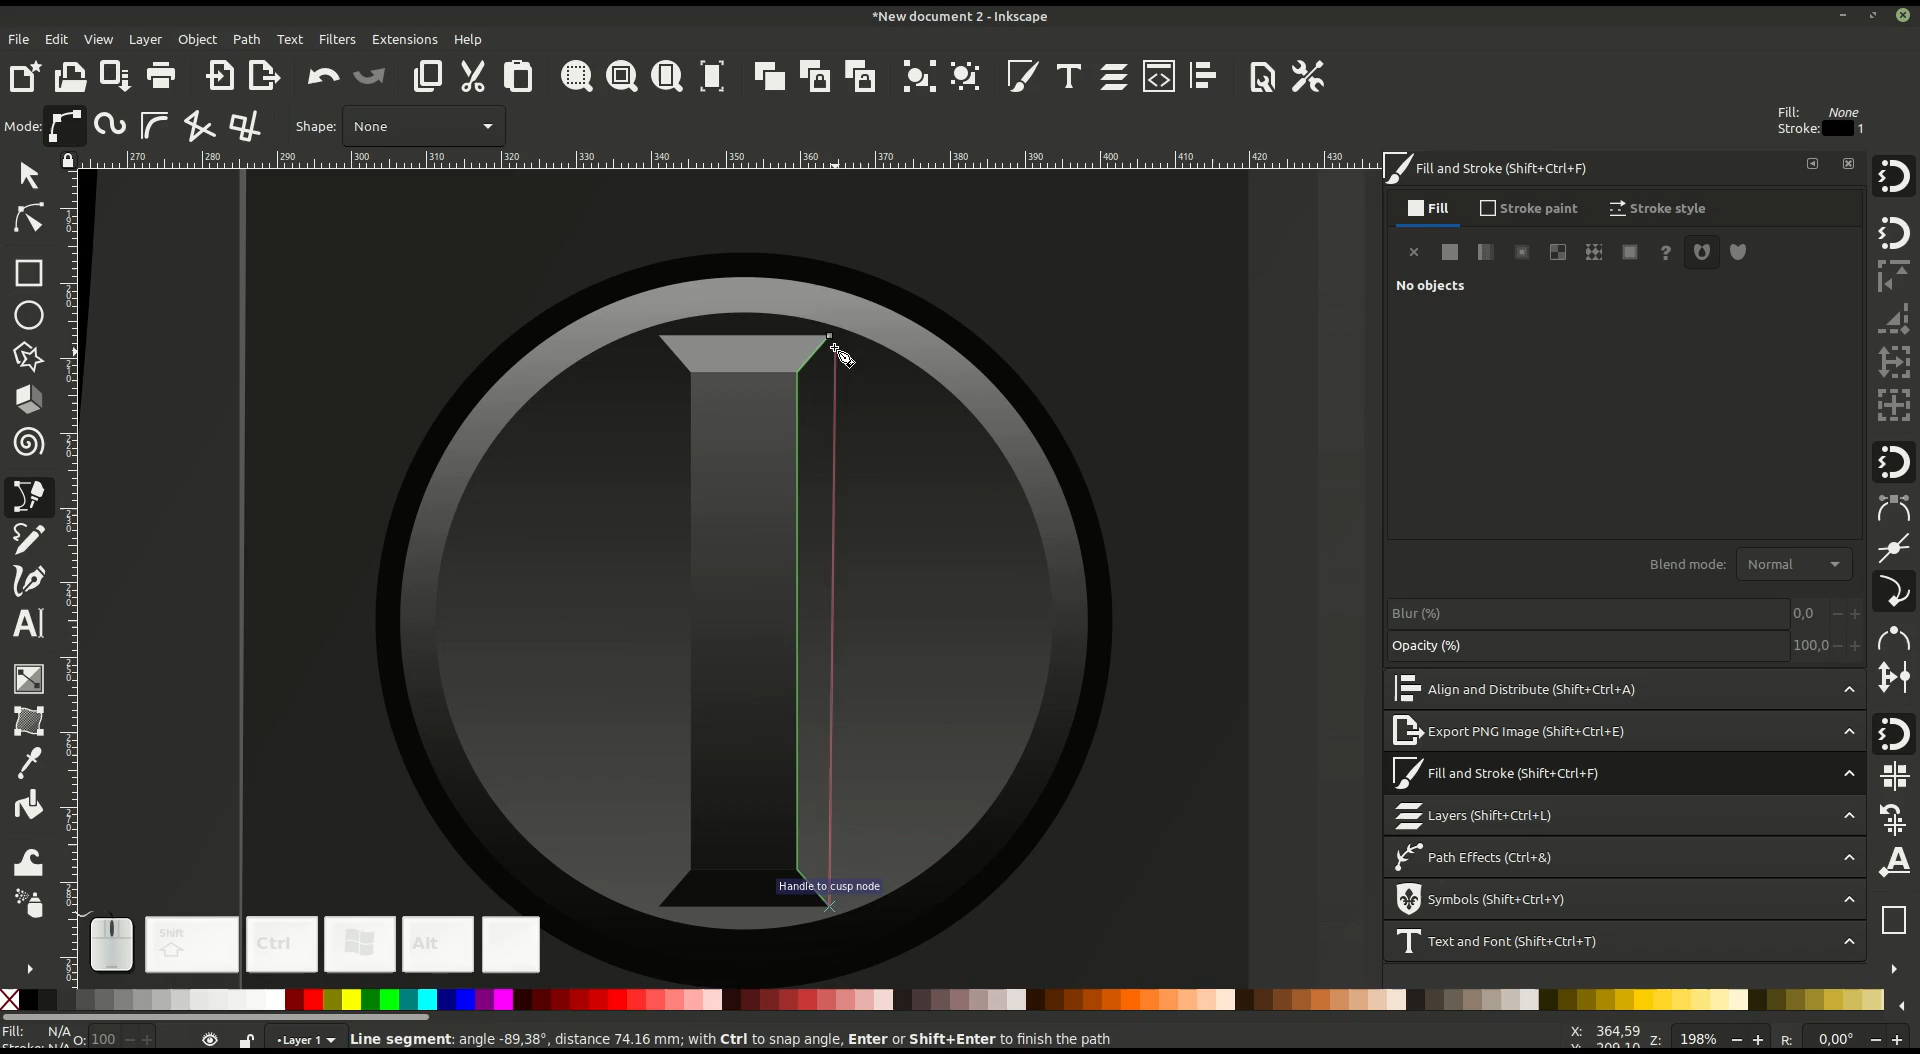 *New document 2 - Inkscape
File Edit View Layer Object Path Text Filters Extensions Help
Mode: Shape: None
Fill: None
Stroke: 1
270 280 290 300 310 320 330 340 350 360 370 380 390 400 410 420 430
Fill and Stroke (Shift+Ctrl+F)
Fill Stroke paint Stroke style
No objects
Blend mode: Normal
Blur (%) 0,0
Opacity (%) 100,0
Align and Distribute (Shift+Ctrl+A)
Export PNG Image (Shift+Ctrl+E)
Fill and Stroke (Shift+Ctrl+F)
Layers (Shift+Ctrl+L)
Path Effects (Ctrl+&)
Symbols (Shift+Ctrl+Y)
Text and Font (Shift+Ctrl+T)
Handle to cusp node
Shift Ctrl Alt
Fill: N/A O: 100 •Layer 1 Line segment: angle -89,38°, distance 74.16 mm; with Ctrl to snap angle, Enter or Shift+Enter to finish the path X: 364,59 Z: 198% R: 0,00°